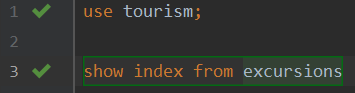 1 use tourism;
2
3 show index from excursions